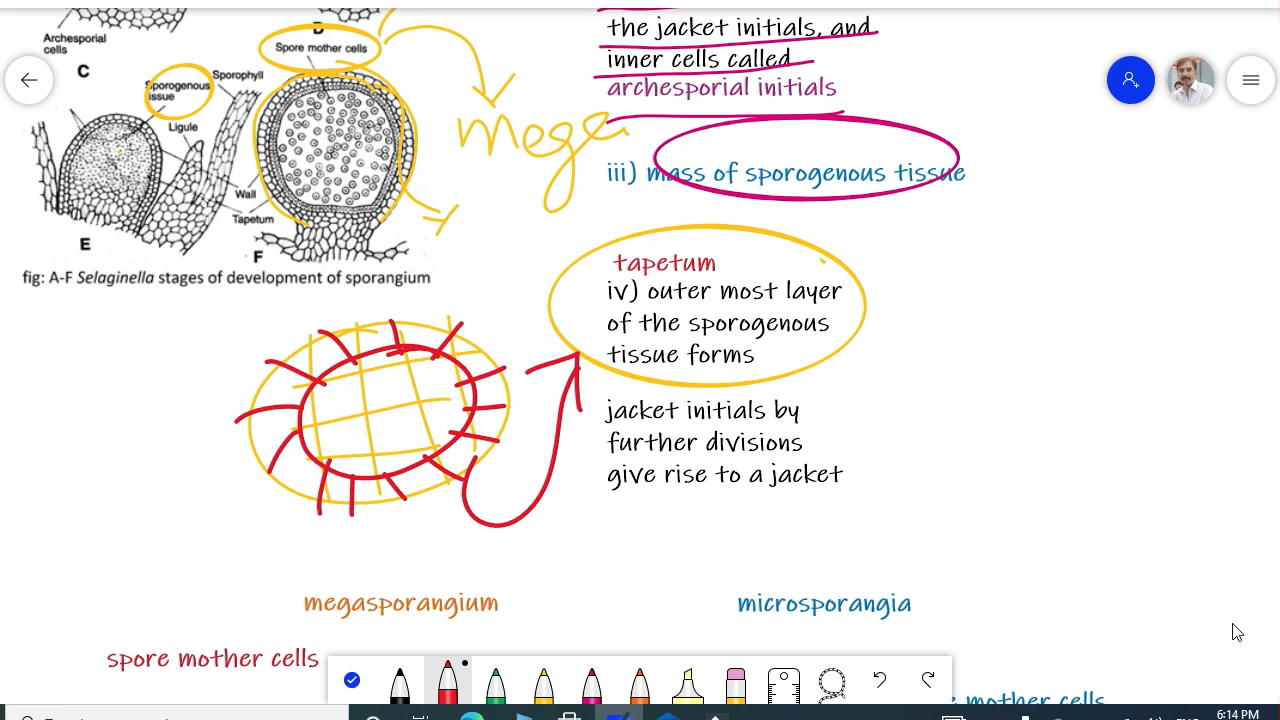 D
Archesporial
cells
C
Spore mother cells
Sporogenous
tissue
Sporophyll
Ligule
Wall
Tapetum
E
F
fig: A-F Selaginella stages of development of sporangium
the jacket initials, and
inner cells called
archesporial initials
mega
iii) mass of sporogenous tissue
tapetum
iv) outer most layer
of the sporogenous
tissue forms
jacket initials by
further divisions
give rise to a jacket
megasporangium
microsporangia
spore mother cells
mother cells
6:14 PM